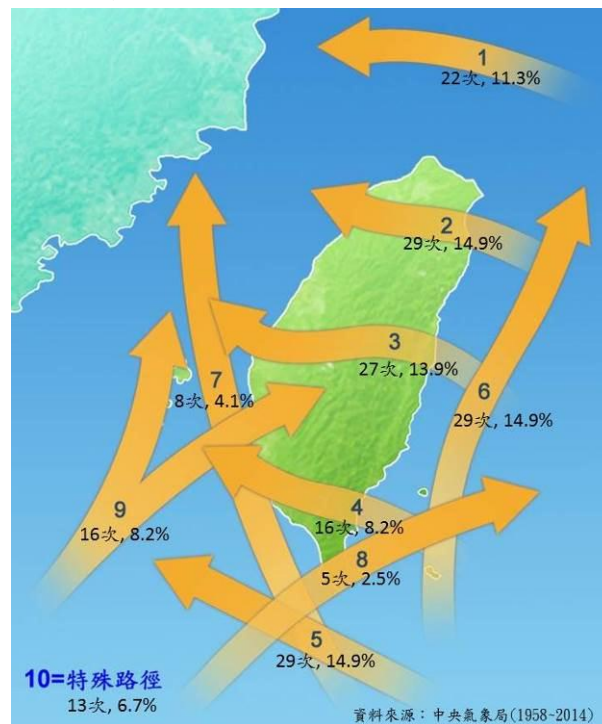 1
22次, 11.3%
2
29次, 14.9%
3
27次, 13.9%
7
8次, 4.1%
6
29次, 14.9%
9
16次, 8.2%
4
16次, 8.2%
8
5次, 2.5%
5
29次, 14.9%
10=特殊路徑
13次, 6.7%
資料來源：中央氣象局(1958~2014)